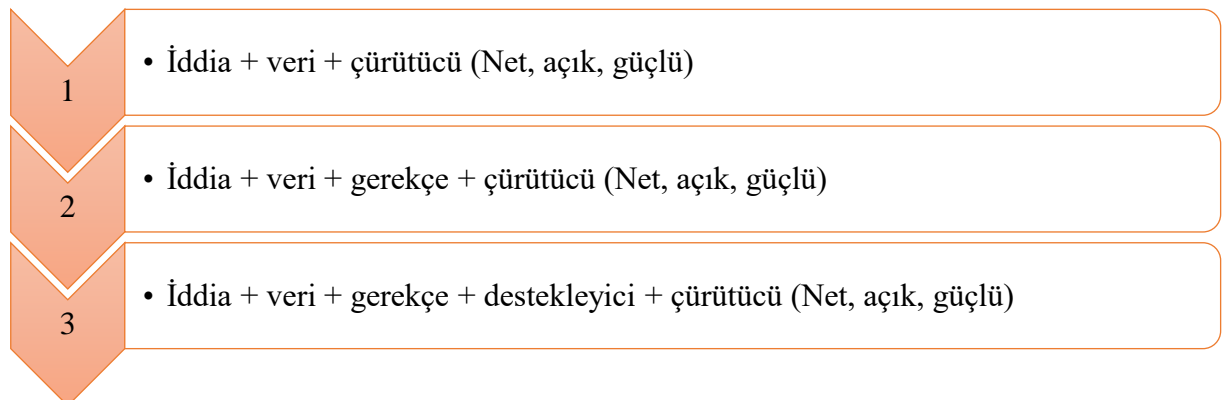 1
• İddia + veri + çürütücü (Net, açık, güçlü)
2
• İddia + veri + gerekçe + çürütücü (Net, açık, güçlü)
3
• İddia + veri + gerekçe + destekleyici + çürütücü (Net, açık, güçlü)